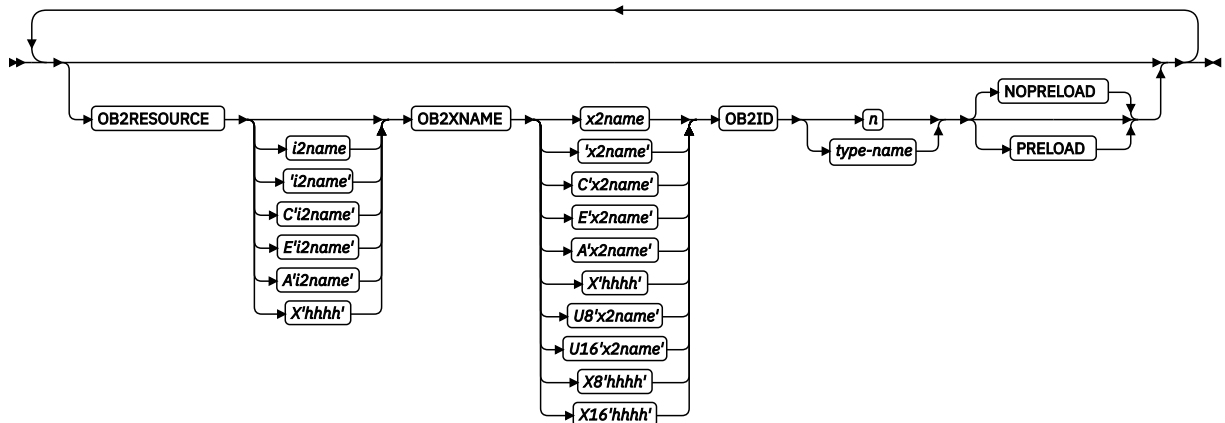 OB2RESOURCE
i2name
'i2name'
C'i2name'
E'i2name'
A'i2name'
X'hhhh'
OB2XNAME
x2name
'x2name'
C'x2name'
E'x2name'
A'x2name'
X'hhhh'
U8'x2name'
U16'x2name'
X8'hhhh'
X16'hhhh'
OB2ID
n
type-name
NOPRELOAD
PRELOAD